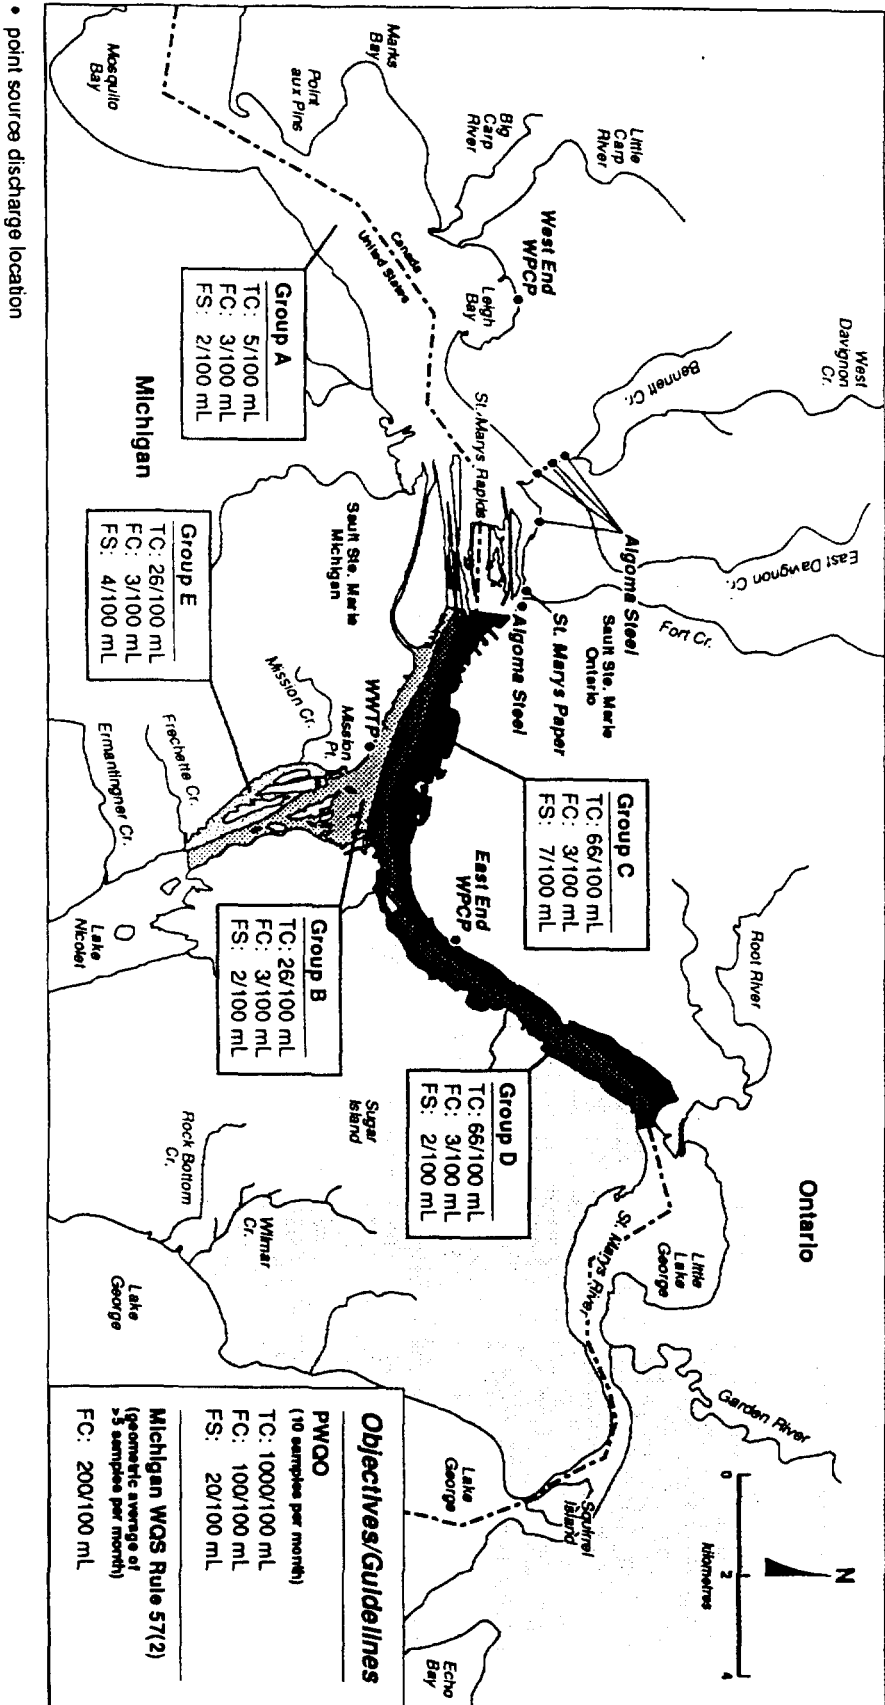 Mosquito
Bay
Point
aux Pins
Marks
Bay
Big
Carp
River
Little
Carp
River
West End
WPCP
Leigh
Bay
Canada
United States
Group A
TC: 5/100 mL
FC: 3/100 mL
FS: 2/100 mL
Michigan
West
Davignon
Cr.
Bennett Cr.
East Davignon Cr.
Fort Cr.
St. Marys Rapids
Algoma Steel
Sault Ste. Marie
Ontario
St. Marys Paper
Algoma Steel
Sault Ste. Marie
Michigan
Group E
TC: 26/100 mL
FC: 3/100 mL
FS: 4/100 mL
Mission Cr.
WWTP
Mission
Pt.
Frechette Cr.
Ermantingner Cr.
Lake
Nicolet
Group C
TC: 66/100 mL
FC: 3/100 mL
FS: 7/100 mL
East End
WPCP
Group B
TC: 26/100 mL
FC: 3/100 mL
FS: 2/100 mL
Group D
TC: 66/100 mL
FC: 3/100 mL
FS: 2/100 mL
Root River
Ontario
Little
Lake
George
St. Marys River
Garden River
Sugar
Island
Rock Bottom
Cr.
Wilmar
Cr.
Lake
George
Lake
George
Squirrel
Island
Echo
Bay
N
0 2 4
kilometres
Objectives/Guidelines
PWQO
(10 samples per month)
TC: 1000/100 mL
FC: 100/100 mL
FS: 20/100 mL
Michigan WQS Rule 57(2)
(geometric average of
>5 samples per month)
FC: 200/100 mL
• point source discharge location